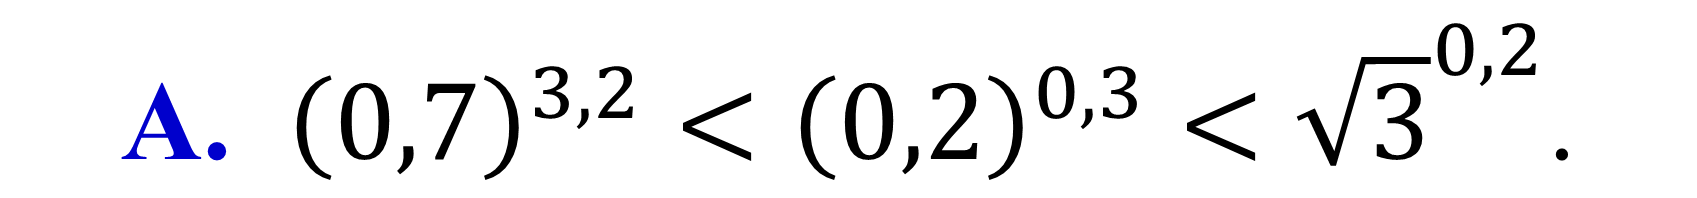 A. (0,7)^{3,2} < (0,2)^{0,3} < √3^{0,2}.